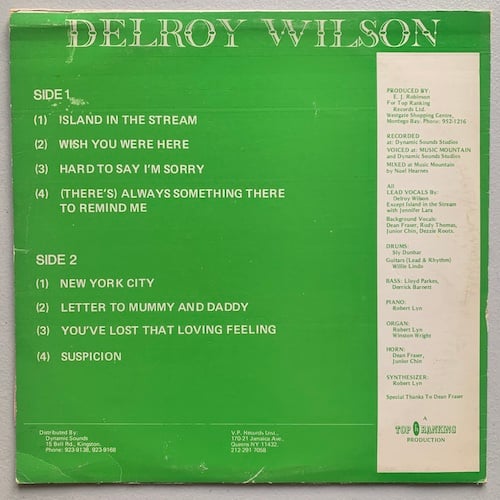 DELROY WILSON
SIDE 1
(1) ISLAND IN THE STREAM
(2) WISH YOU WERE HERE
(3) HARD TO SAY I'M SORRY
(4) (THERE'S) ALWAYS SOMETHING THERE
TO REMIND ME
SIDE 2
(1) NEW YORK CITY
(2) LETTER TO MUMMY AND DADDY
(3) YOU'VE LOST THAT LOVING FEELING
(4) SUSPICION
Distributed By:
Dynamic Sounds
15 Bell Rd., Kingston.
Phone: 923-9138, 923-9168
V.P. Records Dist.,
170-21 Jamaica Ave.,
Queens NY 11432.
212-291 7058
PRODUCED BY:
E. J. Robinson
For Top Ranking
Records Ltd.
Westgate Shopping Centre,
Montego Bay. Phone: 952-1216
RECORDED
at: Dynamic Sounds Studios
VOICED at: MUSIC MOUNTAIN
and Dynamic Sounds Studios
MIXED at Music Mountain by
Noel Hearnes
All
LEAD VOCALS By:
Delroy Wilson
Except Island in the Stream
with Jennifer Lara
Background Vocals:
Dean Fraser, Rudy Thomas,
Junior Chin, Dezzie Roots.
DRUMS:
Sly Dunbar
Guitars (Lead & Rhythm)
Willie Lindo
BASS: Lloyd Parkes,
Derrick Barnett
PIANO:
Robert Lyn
ORGAN:
Robert Lyn
Winston Wright
HORN:
Dean Fraser,
Junior Chin
SYNTHESIZER:
Robert Lyn
Special Thanks To Dean Fraser
A
TOP RANKING
PRODUCTION